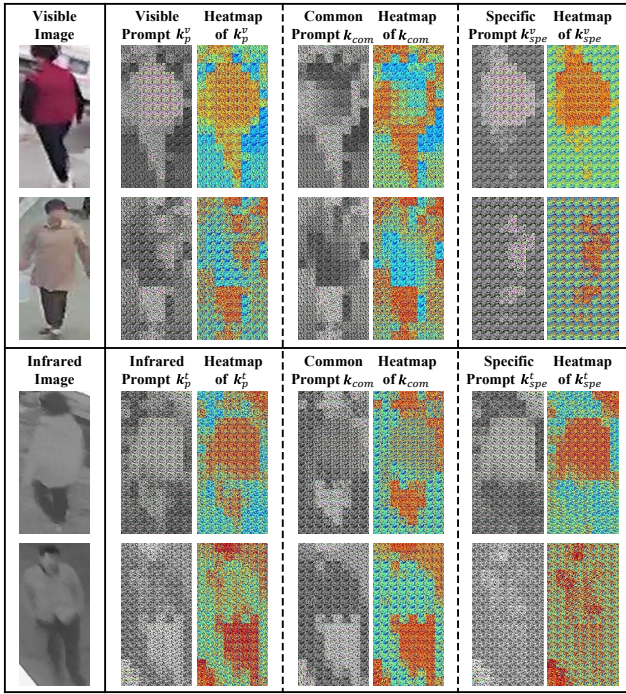 Visible Image
Visible Prompt k_p^v
Heatmap of k_p^v
Common Prompt k_com
Heatmap of k_com
Specific Prompt k_spe^v
Heatmap of k_spe^v
Infrared Image
Infrared Prompt k_p^t
Heatmap of k_p^t
Common Prompt k_com
Heatmap of k_com
Specific Prompt k_spe^t
Heatmap of k_spe^t